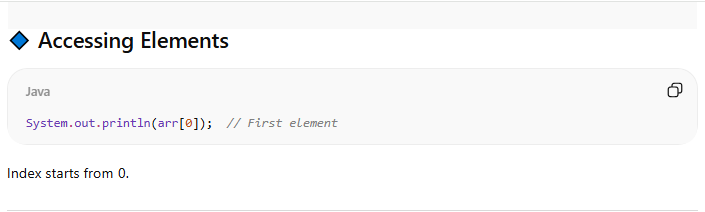 Accessing Elements
Java
System.out.println(arr[0]);  // First element
Index starts from 0.